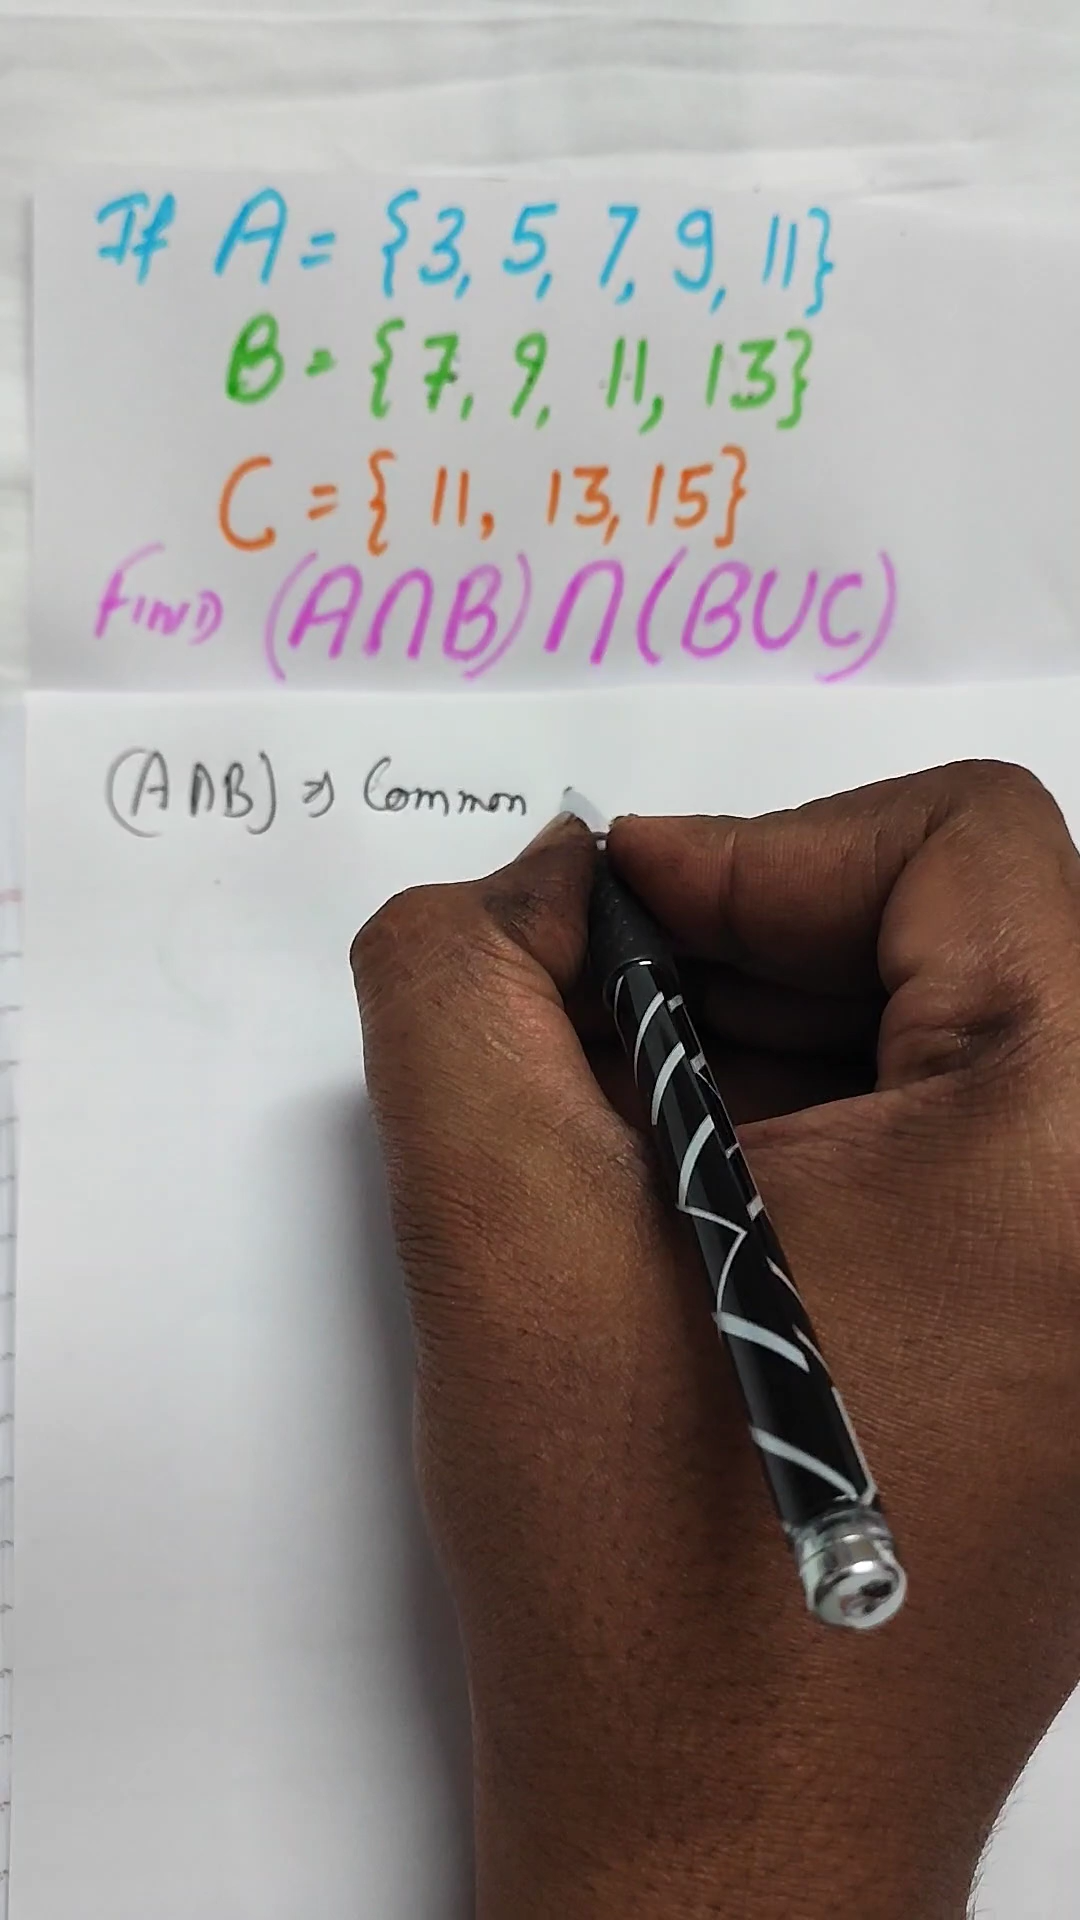 If A = {3, 5, 7, 9, 11}
B = {7, 9, 11, 13}
C = { 11, 13, 15}
FIND (A∩B)∩(B∪C)
(A∩B) ⇒ Common